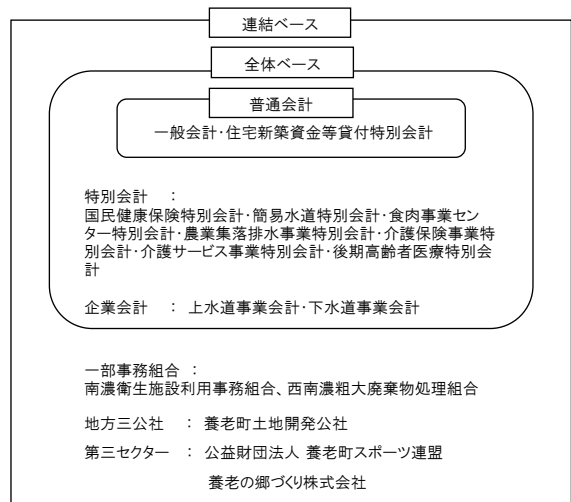 連結ベース
全体ベース
普通会計
一般会計・住宅新築資金等貸付特別会計
特別会計　：
国民健康保険特別会計・簡易水道特別会計・食肉事業セン
ター特別会計・農業集落排水事業特別会計・介護保険事業特
別会計・介護サービス事業特別会計・後期高齢者医療特別会
計
企業会計　：　上水道事業会計・下水道事業会計
一部事務組合　：
南濃衛生施設利用事務組合、西南濃粗大廃棄物処理組合
地方三公社　：　養老町土地開発公社
第三セクター　：　公益財団法人 養老町スポーツ連盟
養老の郷づくり株式会社